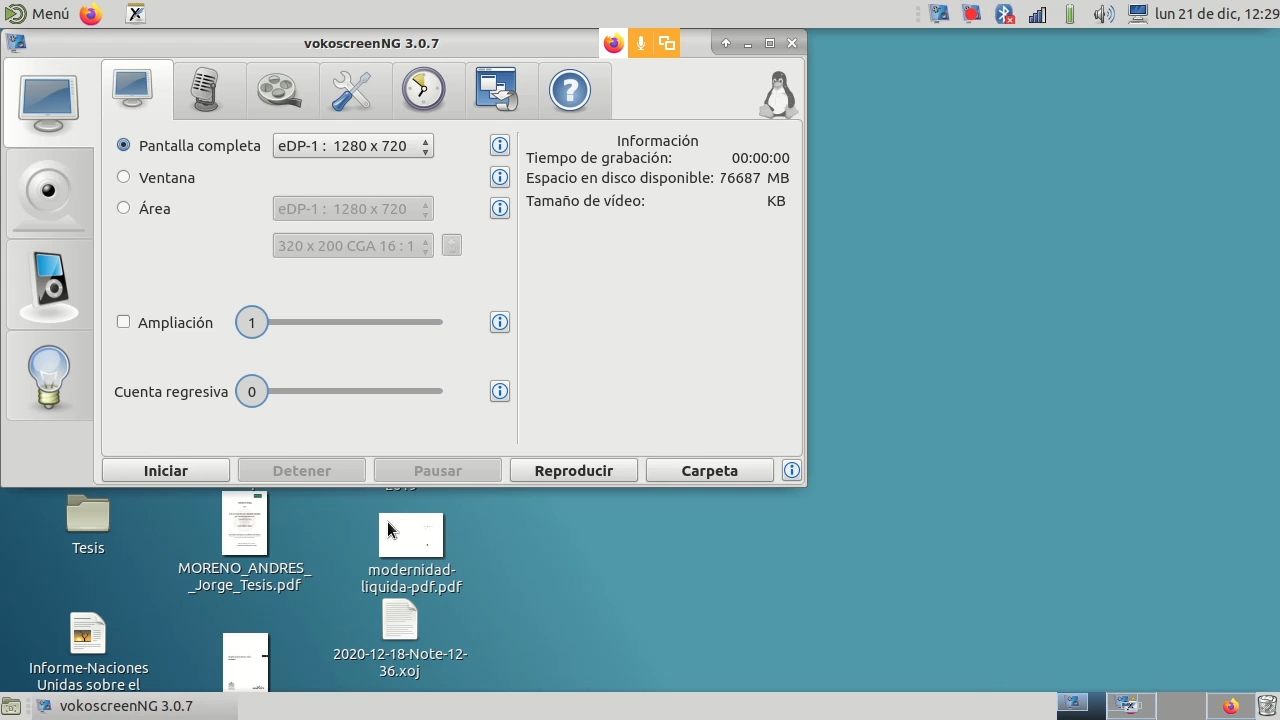 Menú
lun 21 de dic, 12:29
vokoscreenNG 3.0.7
Pantalla completa
eDP-1 : 1280 x 720
Ventana
Área
eDP-1 : 1280 x 720
320 x 200 CGA 16 : 1
Ampliación
1
Cuenta regresiva
0
Información
Tiempo de grabación: 00:00:00
Espacio en disco disponible: 76687 MB
Tamaño de vídeo: KB
Iniciar
Detener
Pausar
Reproducir
Carpeta
Tesis
MORENO_ANDRES_
_Jorge_Tesis.pdf
modernidad-
liquida-pdf.pdf
Informe-Naciones
Unidas sobre el
2020-12-18-Note-12-
36.xoj
vokoscreenNG 3.0.7